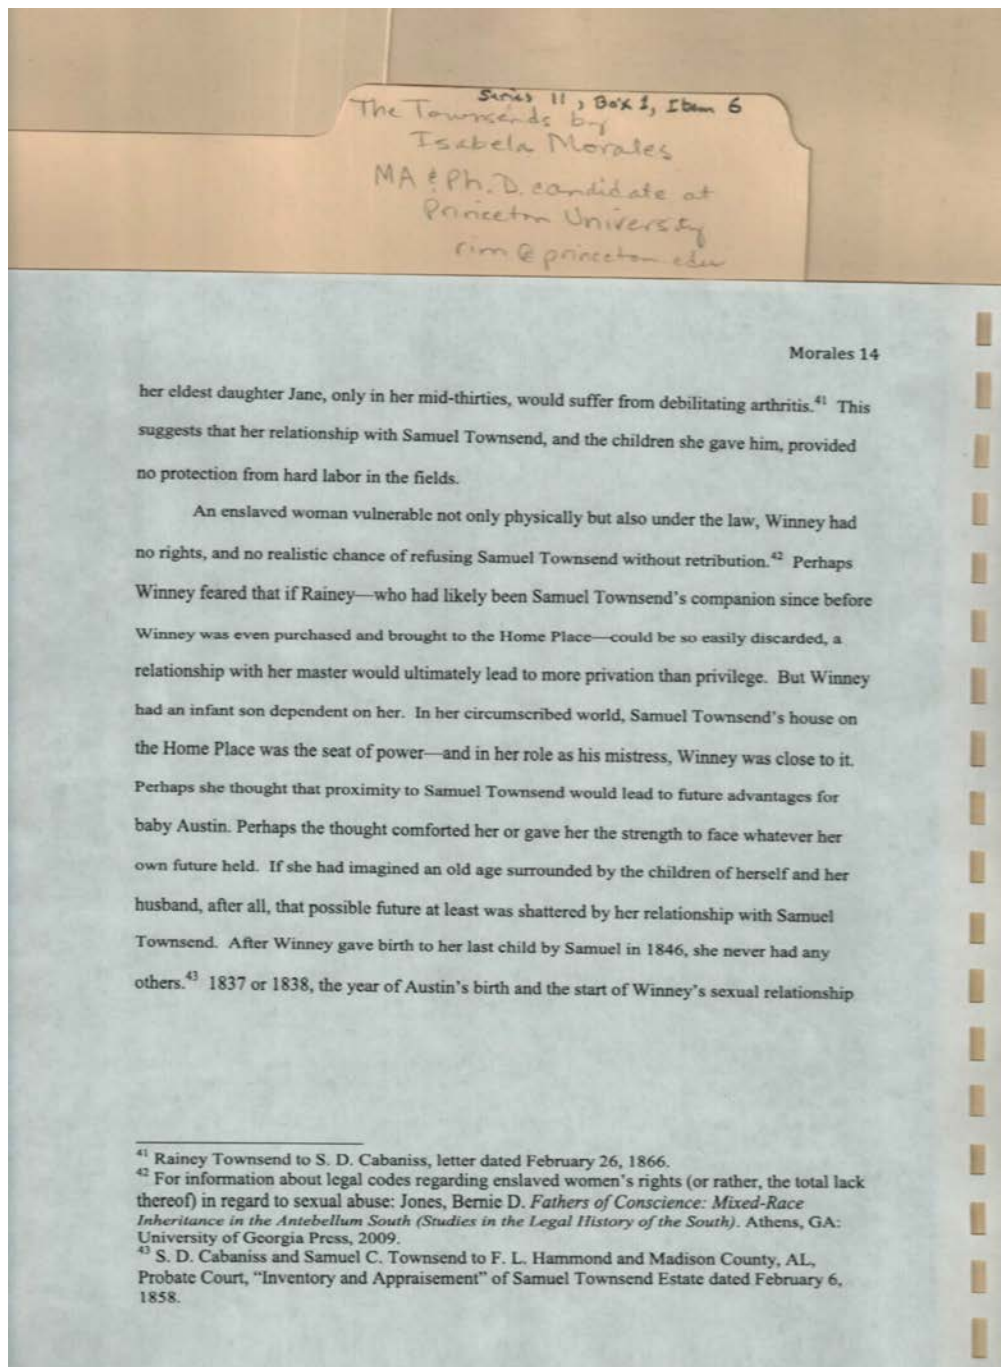 Series 11, Box 1, Item 6
The Townsends by
Isabela Morales
MA & Ph.D. candidate at
Princeton University
rim@princeton.edu
Morales 14
her eldest daughter Jane, only in her mid-thirties, would suffer from debilitating arthritis.41 This
suggests that her relationship with Samuel Townsend, and the children she gave him, provided
no protection from hard labor in the fields.
An enslaved woman vulnerable not only physically but also under the law, Winney had
no rights, and no realistic chance of refusing Samuel Townsend without retribution.42 Perhaps
Winney feared that if Rainey—who had likely been Samuel Townsend's companion since before
Winney was even purchased and brought to the Home Place—could be so easily discarded, a
relationship with her master would ultimately lead to more privation than privilege. But Winney
had an infant son dependent on her. In her circumscribed world, Samuel Townsend's house on
the Home Place was the seat of power—and in her role as his mistress, Winney was close to it.
Perhaps she thought that proximity to Samuel Townsend would lead to future advantages for
baby Austin. Perhaps the thought comforted her or gave her the strength to face whatever her
own future held. If she had imagined an old age surrounded by the children of herself and her
husband, after all, that possible future at least was shattered by her relationship with Samuel
Townsend. After Winney gave birth to her last child by Samuel in 1846, she never had any
others.43 1837 or 1838, the year of Austin's birth and the start of Winney's sexual relationship
41 Rainey Townsend to S. D. Cabaniss, letter dated February 26, 1866.
42 For information about legal codes regarding enslaved women's rights (or rather, the total lack
thereof) in regard to sexual abuse: Jones, Bernie D. Fathers of Conscience: Mixed-Race
Inheritance in the Antebellum South (Studies in the Legal History of the South). Athens, GA:
University of Georgia Press, 2009.
43 S. D. Cabaniss and Samuel C. Townsend to F. L. Hammond and Madison County, AL,
Probate Court, "Inventory and Appraisement" of Samuel Townsend Estate dated February 6,
1858.